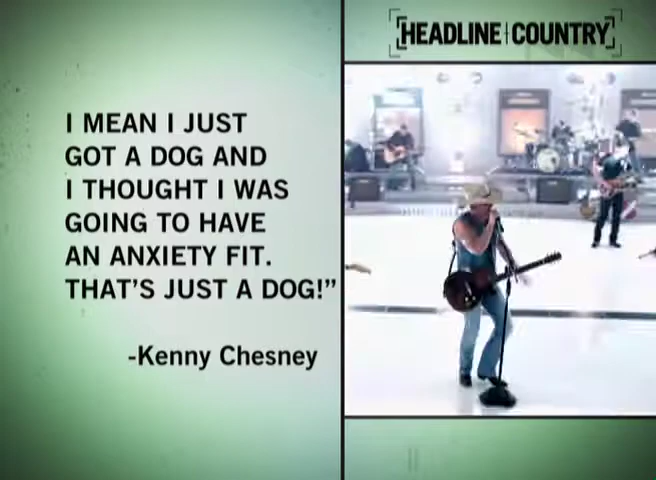 HEADLINE COUNTRY
I MEAN I JUST
GOT A DOG AND
I THOUGHT I WAS
GOING TO HAVE
AN ANXIETY FIT.
THAT'S JUST A DOG!”
-Kenny Chesney